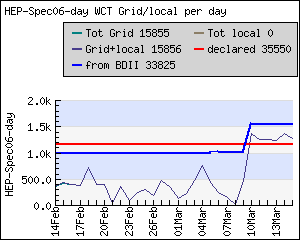 HEP-Spec06-day WCT Grid/local per day
Tot Grid 15855
Tot local 0
Grid+local 15856
declared 35550
from BDII 33825
HEP-Spec06-day
2.0k
1.5k
1.0k
500.0
0.0
14Feb
17Feb
20Feb
23Feb
26Feb
01Mar
04Mar
07Mar
10Mar
13Mar